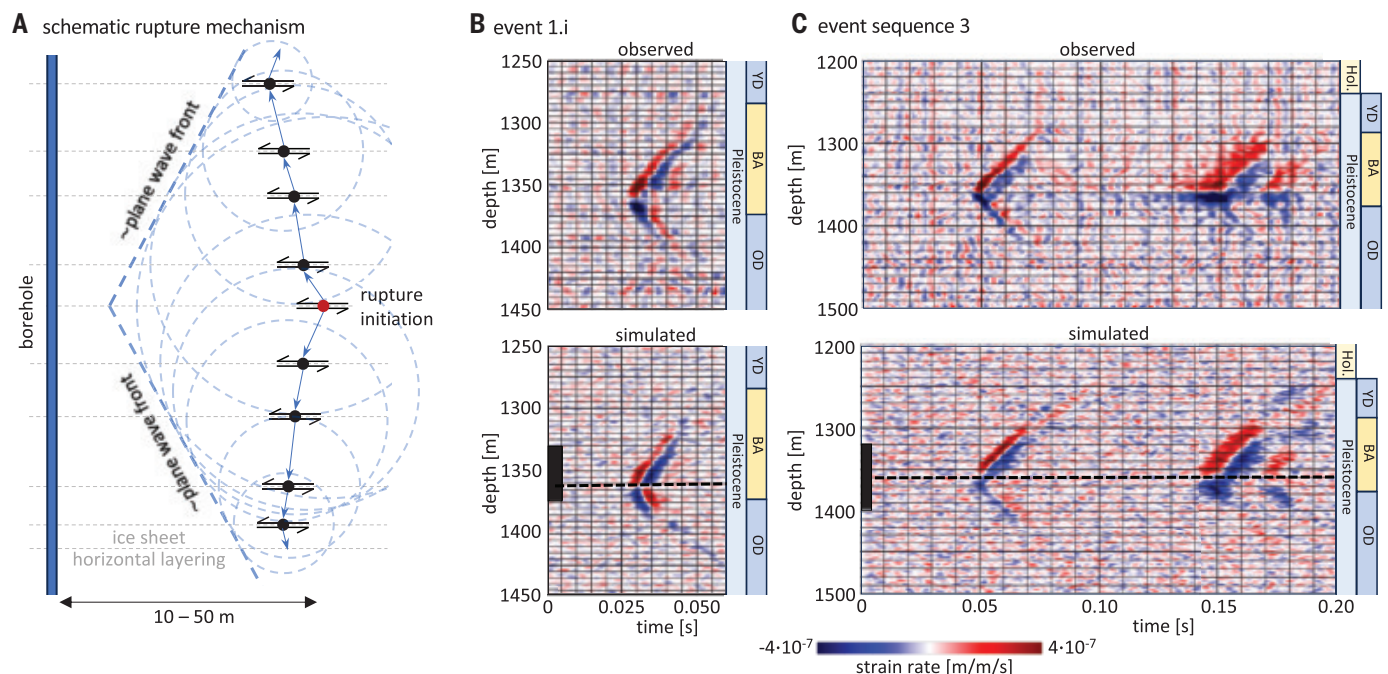 A schematic rupture mechanism
borehole
~plane wave front
rupture
initiation
~plane wave front
ice sheet
horizontal layering
10 – 50 m
B event 1.i
observed
1250
1300
1350
1400
1450
depth [m]
Pleistocene
YD
BA
OD
simulated
1250
1300
1350
1400
1450
depth [m]
Pleistocene
YD
BA
OD
0
0.025
0.050
time [s]
C event sequence 3
observed
1200
1300
1400
1500
depth [m]
Hol.
Pleistocene
YD
BA
OD
simulated
1200
1300
1400
1500
depth [m]
Hol.
Pleistocene
YD
BA
OD
0
0.05
0.10
0.15
0.20
time [s]
-4·10⁻⁷
4·10⁻⁷
strain rate [m/m/s]